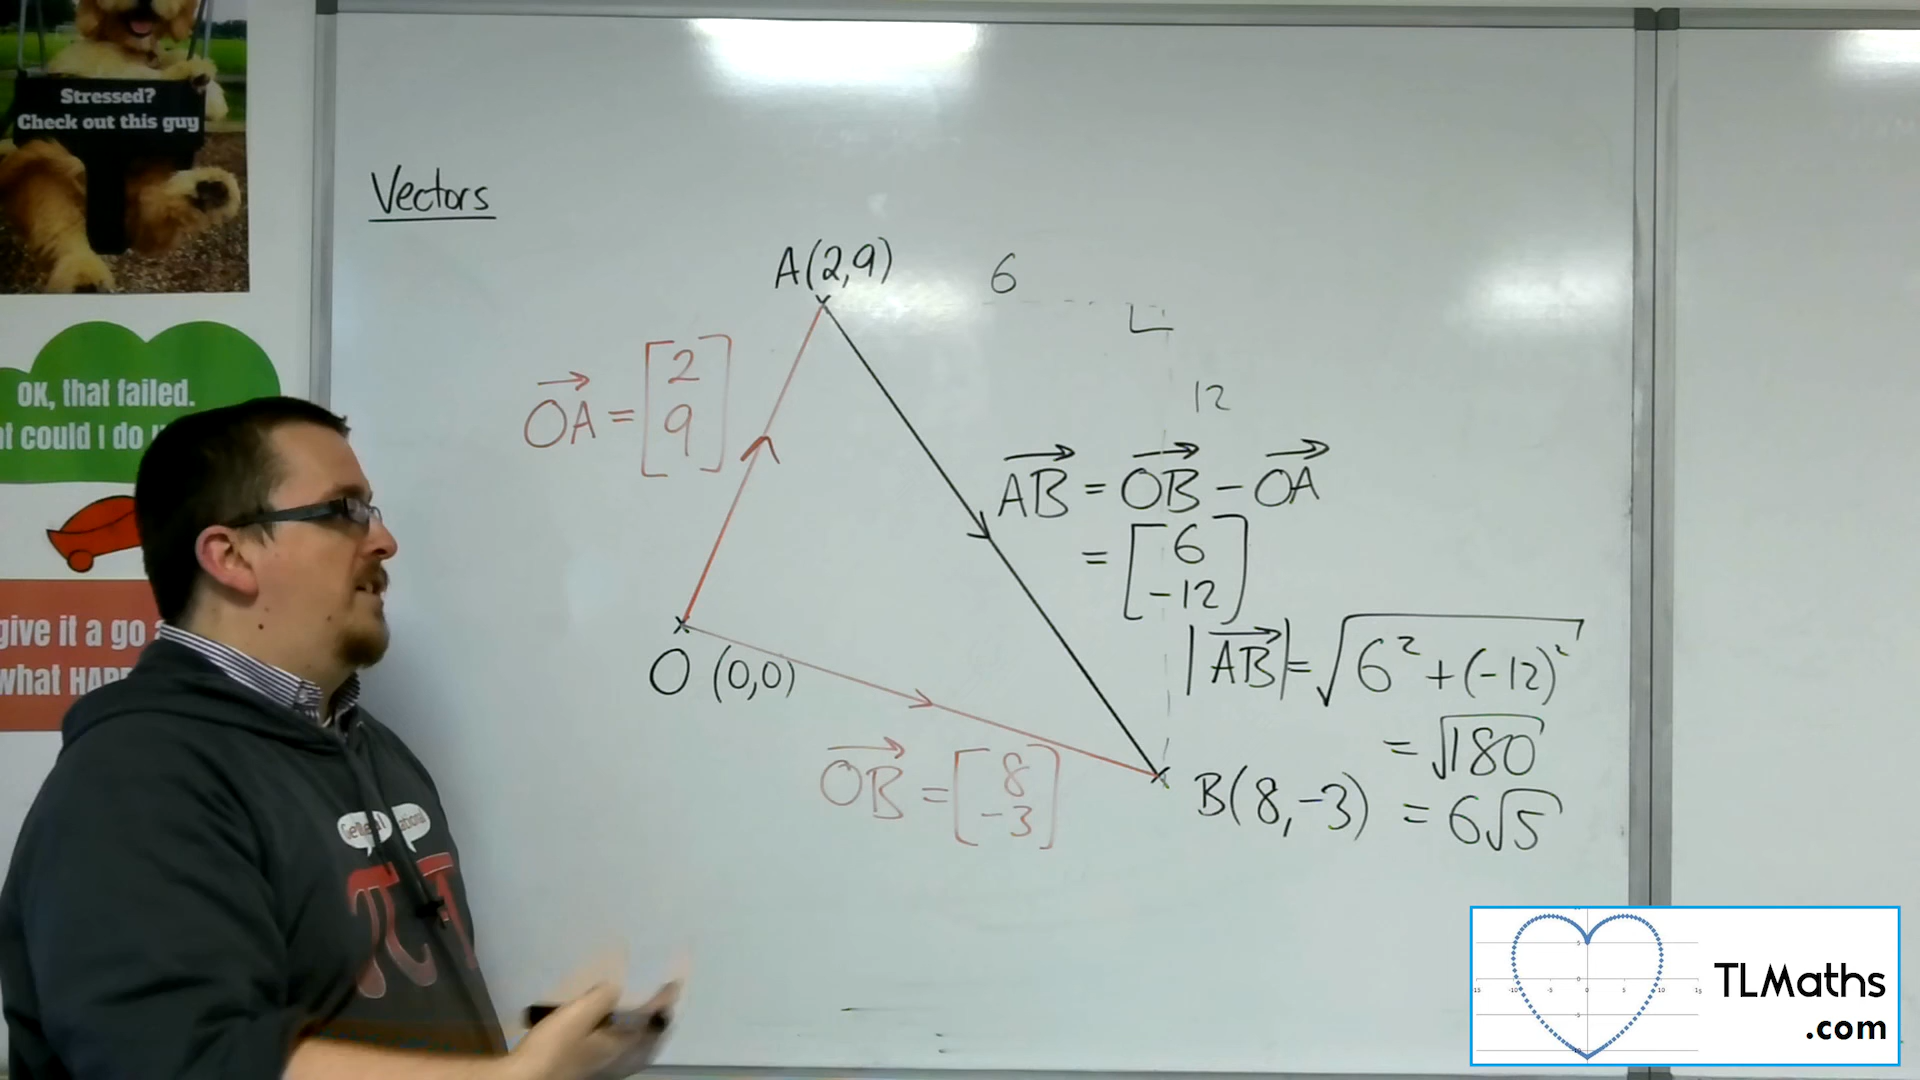 Stressed?
Check out this guy
OK, that failed.
could I do
give it a go
what
Vectors
A(2,9)
6
12
→OA = [2
9]
→AB = →OB - →OA
= [6
-12]
|→AB| = √(6² + (-12)²)
= √180
= 6√5
O (0,0)
→OB = [8
-3]
B(8,-3)
TLMaths
.com